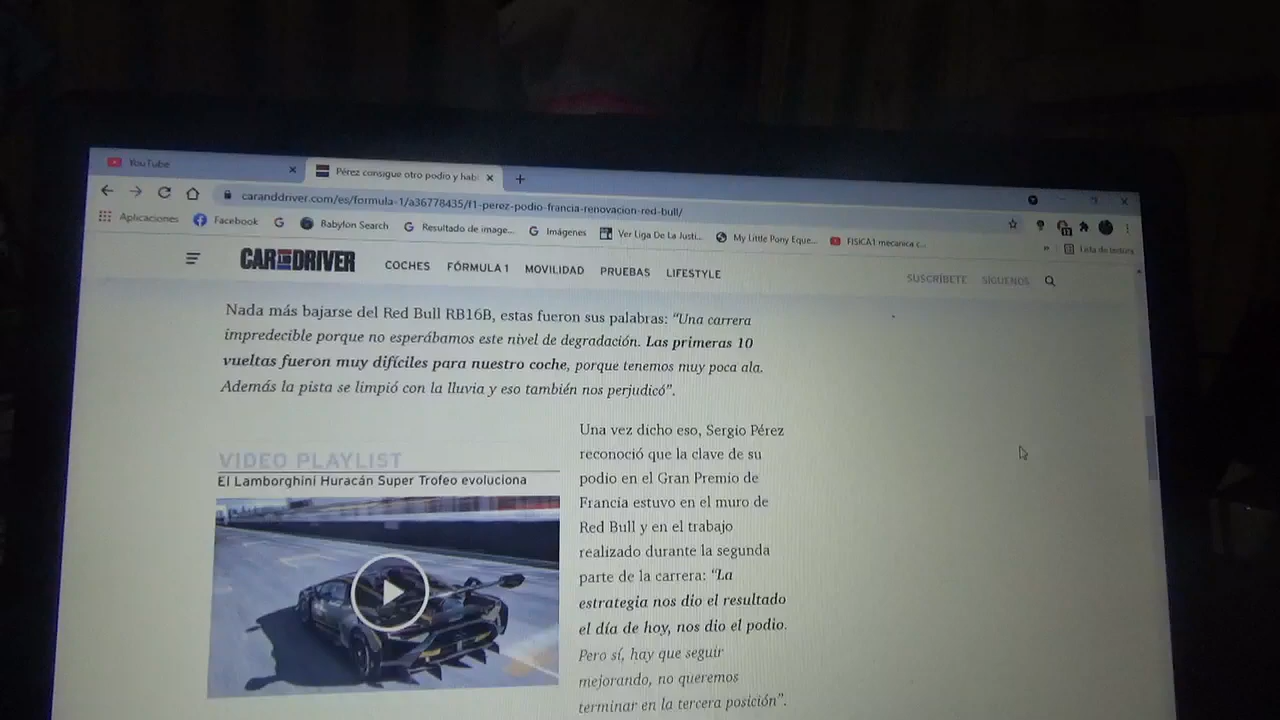 YouTube
Pérez consigue otro podio y habl
caranddriver.com/es/formula-1/a36778435/f1-perez-podio-francia-renovacion-red-bull/
Aplicaciones Facebook Babylon Search Resultado de image... Imágenes Ver Liga De La Justi... My Little Pony Eque... FISICA1 mecanica c...
» Lista de lectura
CAR AND DRIVER COCHES FÓRMULA 1 MOVILIDAD PRUEBAS LIFESTYLE SUSCRÍBETE SÍGUENOS
Nada más bajarse del Red Bull RB16B, estas fueron sus palabras: “Una carrera
impredecible porque no esperábamos este nivel de degradación. Las primeras 10
vueltas fueron muy difíciles para nuestro coche, porque tenemos muy poca ala.
Además la pista se limpió con la lluvia y eso también nos perjudicó”.
VIDEO PLAYLIST
El Lamborghini Huracán Super Trofeo evoluciona
Una vez dicho eso, Sergio Pérez
reconoció que la clave de su
podio en el Gran Premio de
Francia estuvo en el muro de
Red Bull y en el trabajo
realizado durante la segunda
parte de la carrera: “La
estrategia nos dio el resultado
el día de hoy, nos dio el podio.
Pero sí, hay que seguir
mejorando, no queremos
terminar en la tercera posición”.